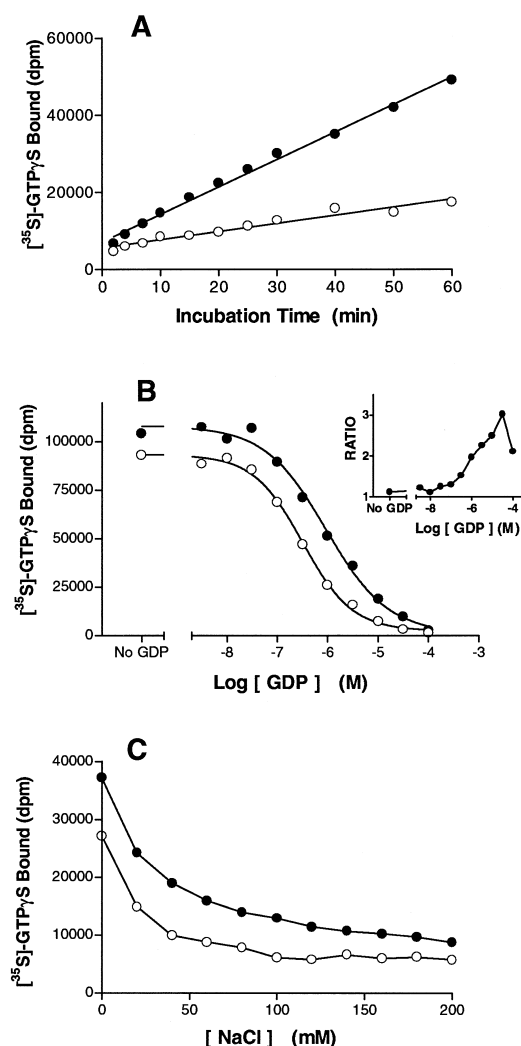 A
[35S]-GTPγS Bound (dpm)
60000
40000
20000
0
0 10 20 30 40 50 60
Incubation Time (min)
B
[35S]-GTPγS Bound (dpm)
100000
75000
50000
25000
0
No GDP -8 -7 -6 -5 -4 -3
Log [ GDP ] (M)
RATIO
3
2
1
No GDP -8 -6 -4
Log [ GDP ] (M)
C
[35S]-GTPγS Bound (dpm)
40000
30000
20000
10000
0
0 50 100 150 200
[ NaCl ] (mM)